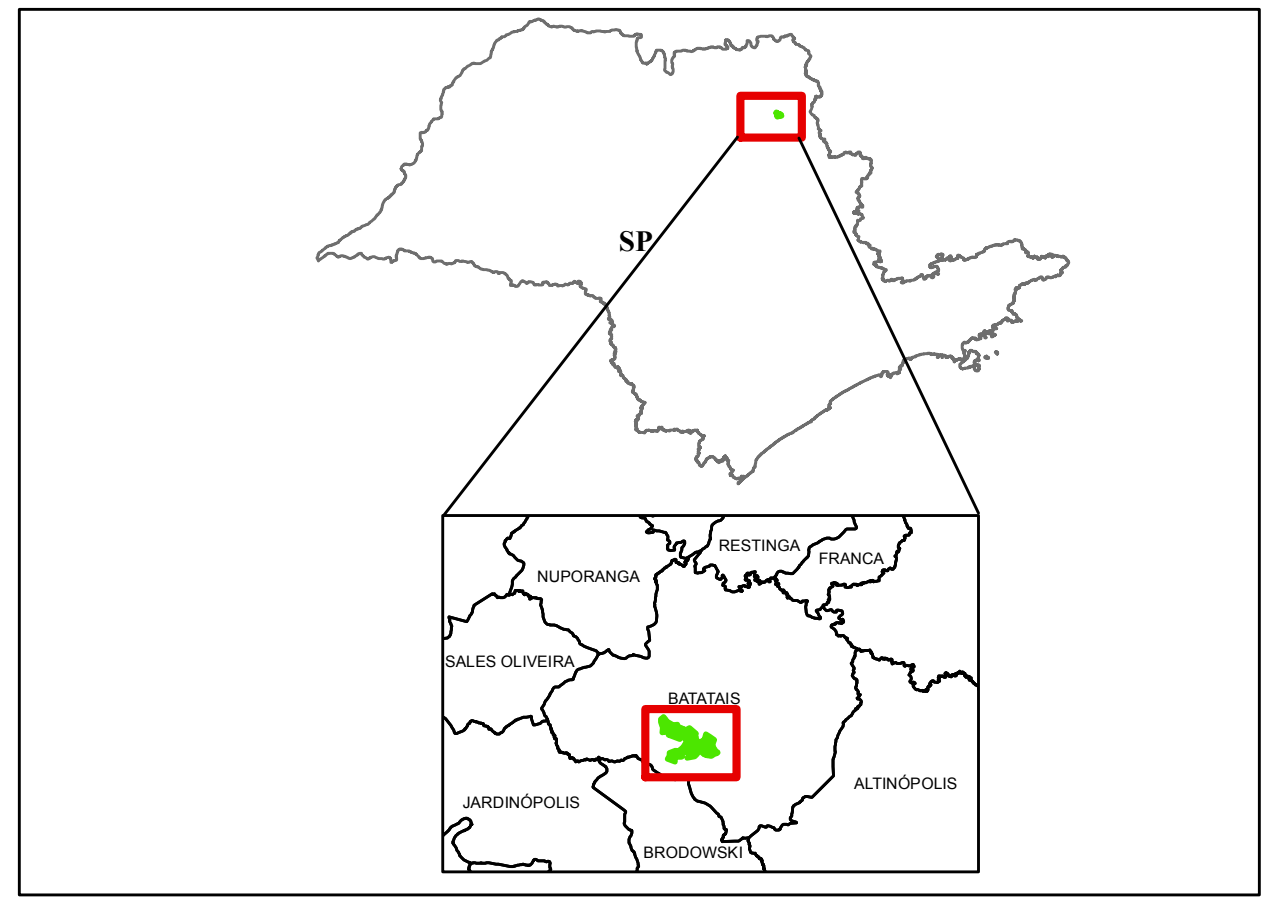 SP
RESTINGA
FRANCA
NUPORANGA
SALES OLIVEIRA
BATATAIS
ALTINÓPOLIS
JARDINÓPOLIS
BRODOWSKI